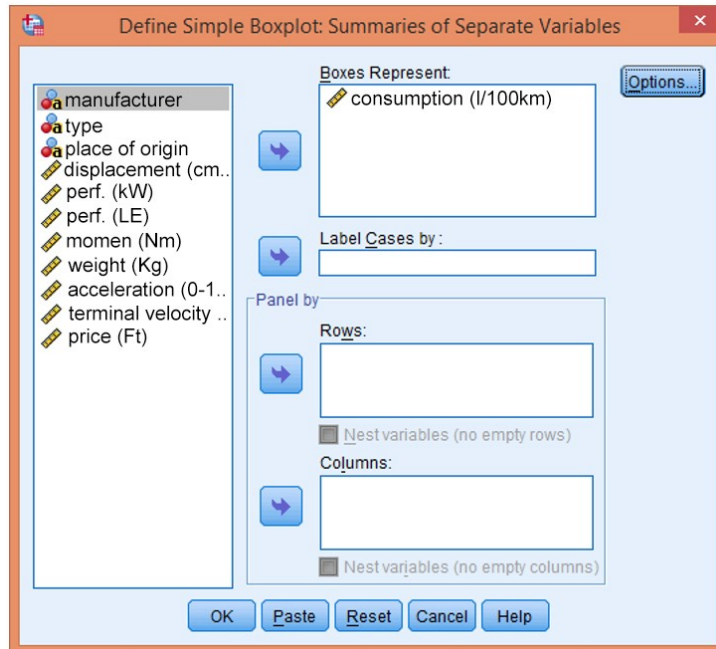 Define Simple Boxplot: Summaries of Separate Variables
manufacturer
type
place of origin
displacement (cm..
perf. (kW)
perf. (LE)
momen (Nm)
weight (Kg)
acceleration (0-1..
terminal velocity ..
price (Ft)
Boxes Represent:
consumption (l/100km)
Options...
Label Cases by :
Panel by
Rows:
Nest variables (no empty rows)
Columns:
Nest variables (no empty columns)
OK
Paste
Reset
Cancel
Help